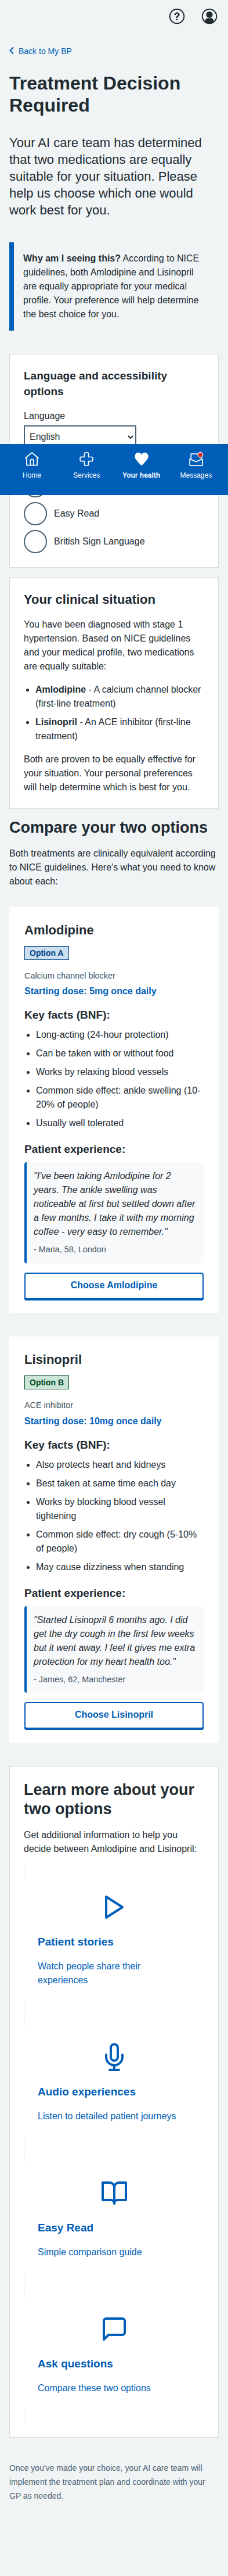 Back to My BP
Treatment Decision
Required
Your AI care team has determined
that two medications are equally
suitable for your situation. Please
help us choose which one would
work best for you.
Why am I seeing this? According to NICE
guidelines, both Amlodipine and Lisinopril
are equally appropriate for your medical
profile. Your preference will help determine
the best choice for you.
Language and accessibility
options
Language
English
Home
Services
Your health
Messages
Easy Read
British Sign Language
Your clinical situation
You have been diagnosed with stage 1
hypertension. Based on NICE guidelines
and your medical profile, two medications
are equally suitable:
• Amlodipine - A calcium channel blocker
(first-line treatment)
• Lisinopril - An ACE inhibitor (first-line
treatment)
Both are proven to be equally effective for
your situation. Your personal preferences
will help determine which is best for you.
Compare your two options
Both treatments are clinically equivalent according
to NICE guidelines. Here's what you need to know
about each:
Amlodipine
Option A
Calcium channel blocker
Starting dose: 5mg once daily
Key facts (BNF):
• Long-acting (24-hour protection)
• Can be taken with or without food
• Works by relaxing blood vessels
• Common side effect: ankle swelling (10-
20% of people)
• Usually well tolerated
Patient experience:
"I've been taking Amlodipine for 2
years. The ankle swelling was
noticeable at first but settled down after
a few months. I take it with my morning
coffee - very easy to remember."
- Maria, 58, London
Choose Amlodipine
Lisinopril
Option B
ACE inhibitor
Starting dose: 10mg once daily
Key facts (BNF):
• Also protects heart and kidneys
• Best taken at same time each day
• Works by blocking blood vessel
tightening
• Common side effect: dry cough (5-10%
of people)
• May cause dizziness when standing
Patient experience:
"Started Lisinopril 6 months ago. I did
get the dry cough in the first few weeks
but it went away. I feel it gives me extra
protection for my heart health too."
- James, 62, Manchester
Choose Lisinopril
Learn more about your
two options
Get additional information to help you
decide between Amlodipine and Lisinopril:
Patient stories
Watch people share their
experiences
Audio experiences
Listen to detailed patient journeys
Easy Read
Simple comparison guide
Ask questions
Compare these two options
Once you've made your choice, your AI care team will
implement the treatment plan and coordinate with your
GP as needed.